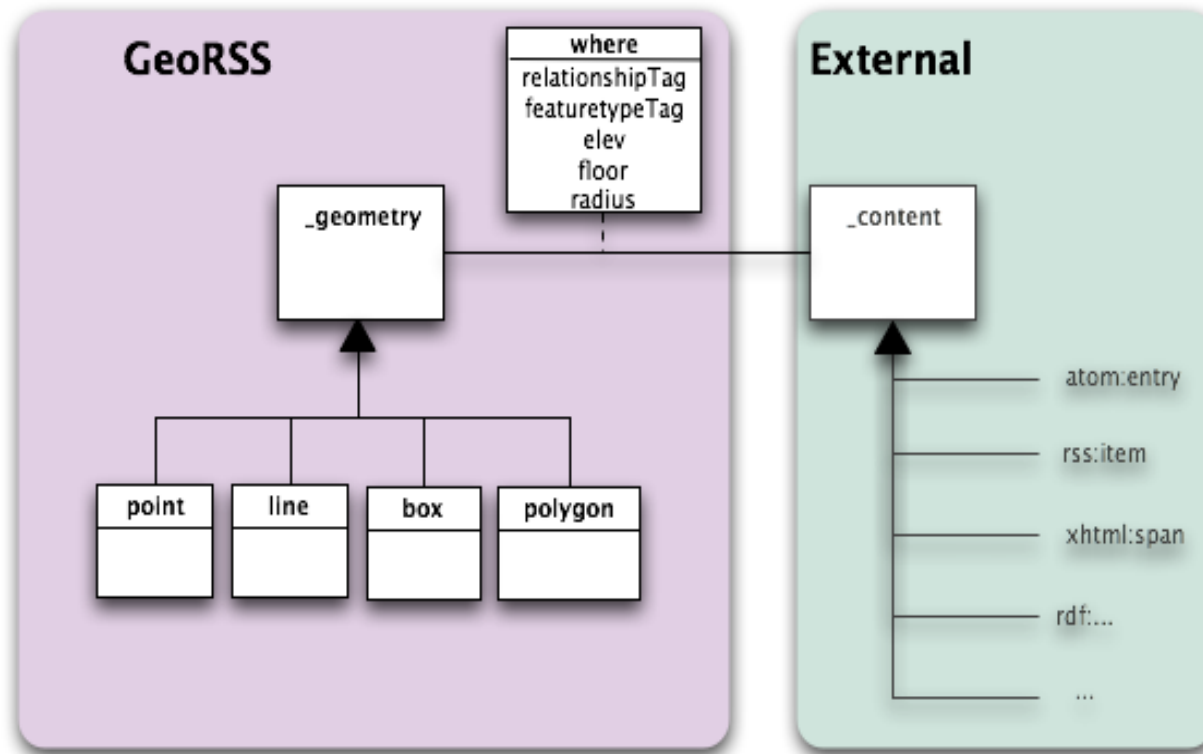 GeoRSS
where
relationshipTag
featuretypeTag
elev
floor
radius
_geometry
point
line
box
polygon
External
_content
atom:entry
rss:item
xhtml:span
rdf:...
...